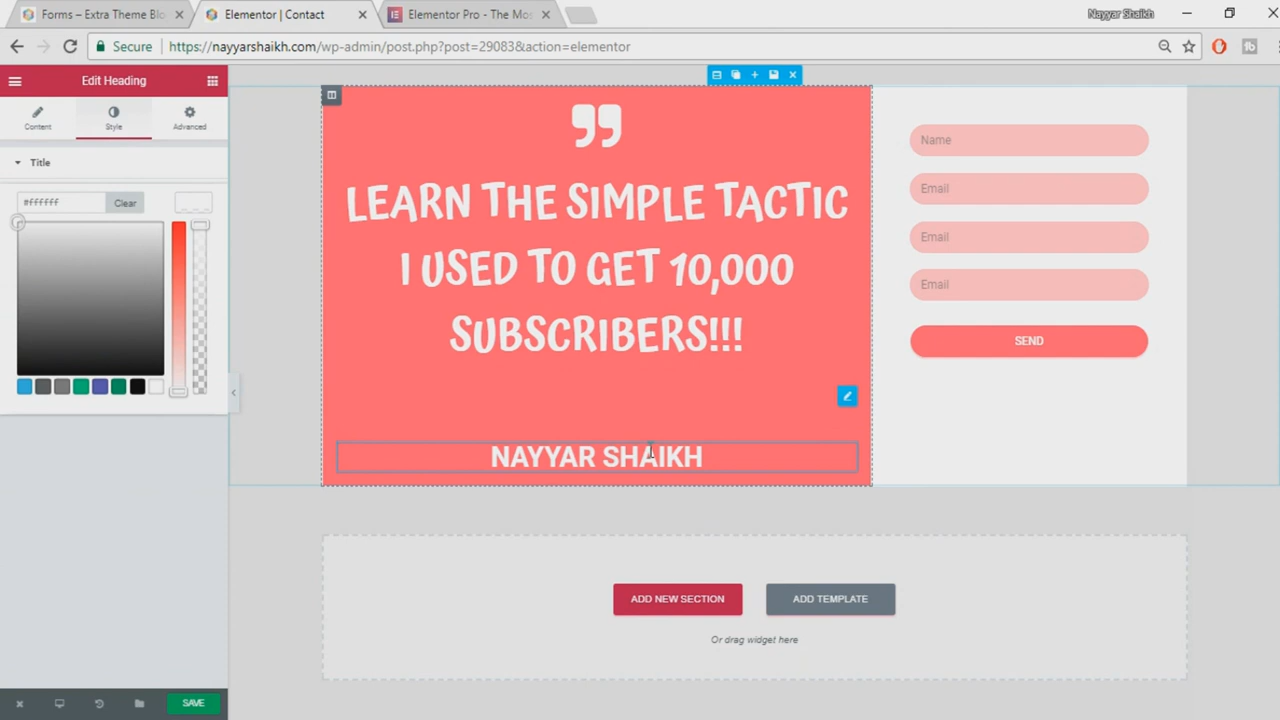 Forms – Extra Theme Blo
Elementor | Contact
Elementor Pro - The Mos
Nayyar Shaikh
Secure
https://nayyarshaikh.com/wp-admin/post.php?post=29083&action=elementor
Edit Heading
Content
Style
Advanced
Title
#ffffff
Clear
LEARN THE SIMPLE TACTIC
I USED TO GET 10,000
SUBSCRIBERS!!!
NAYYAR SHAIKH
Name
Email
Email
Email
SEND
ADD NEW SECTION
ADD TEMPLATE
Or drag widget here
SAVE